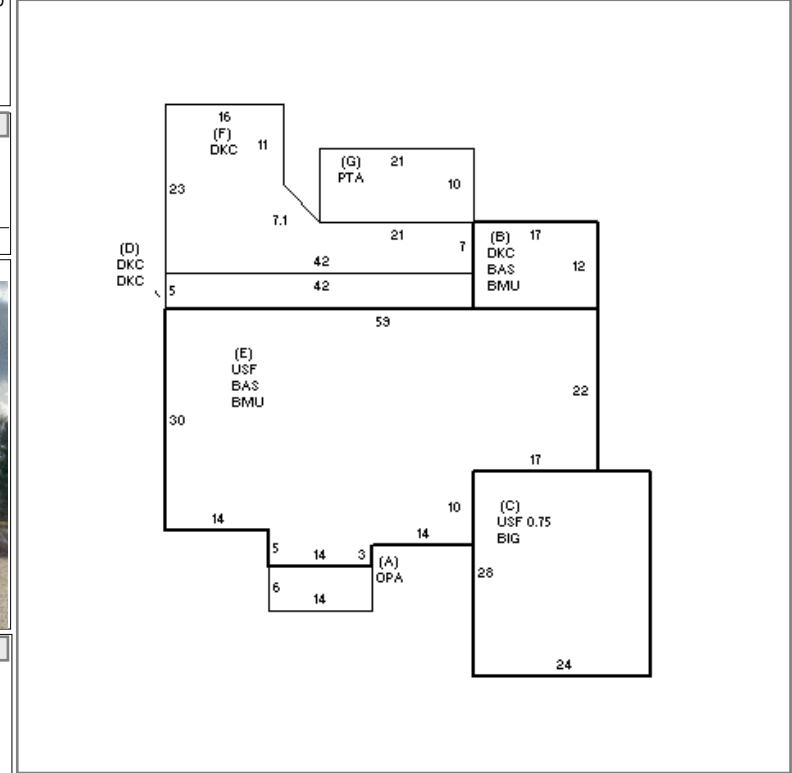 16
(F)
DKC
11
(G)
PTA
21
10
23
7.1
21
7
(B)
DKC
BAS
BMU
17
12
(D)
DKC
DKC
42
5
42
59
(E)
USF
BAS
BMU
22
30
17
10
(C)
USF 0.75
BIG
14
14
5
14
3
(A)
OPA
28
6
14
24